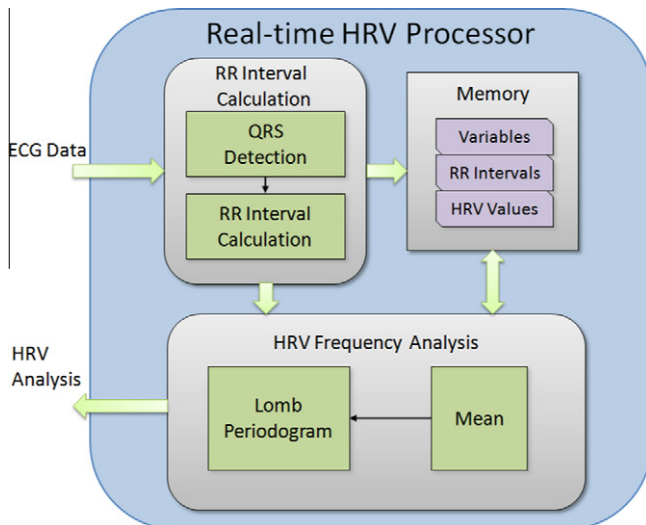 Real-time HRV Processor
RR Interval
Calculation
QRS
Detection
RR Interval
Calculation
Memory
Variables
RR Intervals
HRV Values
ECG Data
HRV Frequency Analysis
Lomb
Periodogram
Mean
HRV
Analysis